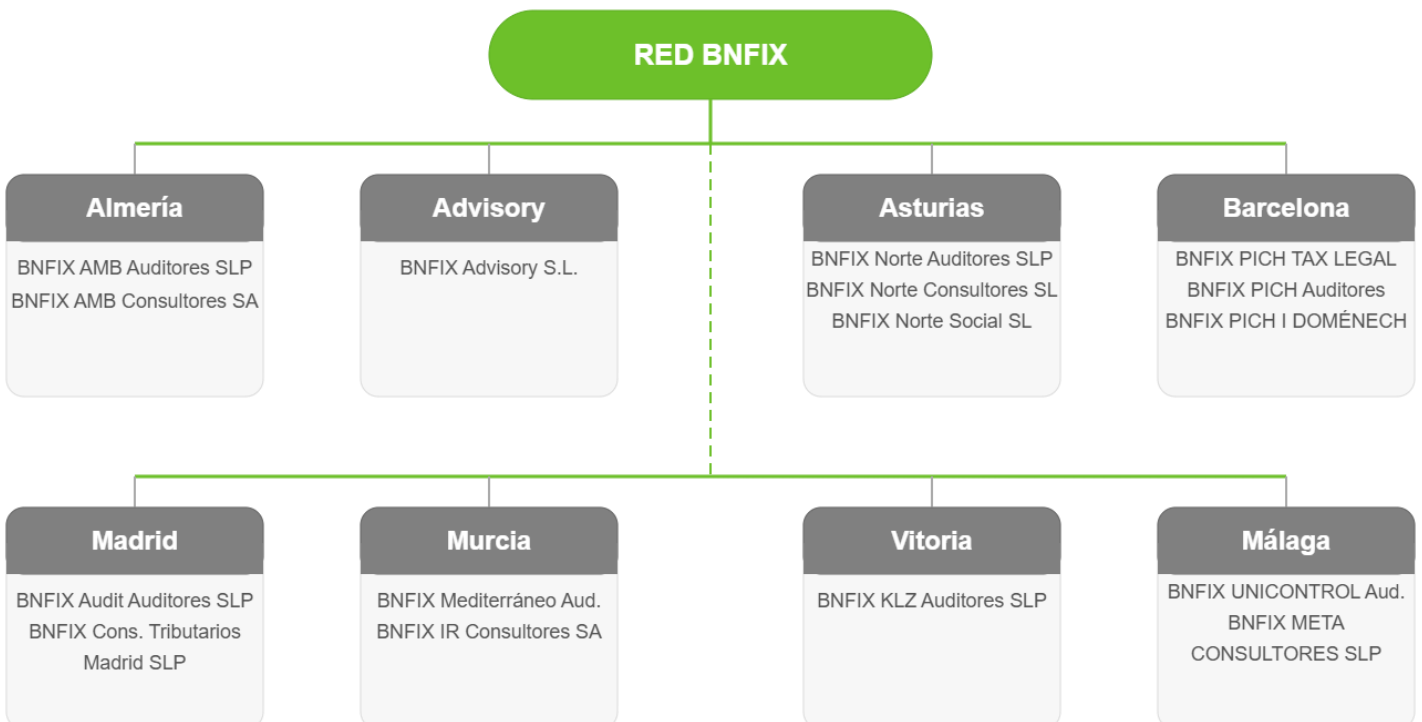 RED BNFIX
Almería
BNFIX AMB Auditores SLP
BNFIX AMB Consultores SA
Advisory
BNFIX Advisory S.L.
Asturias
BNFIX Norte Auditores SLP
BNFIX Norte Consultores SL
BNFIX Norte Social SL
Barcelona
BNFIX PICH TAX LEGAL
BNFIX PICH Auditores
BNFIX PICH I DOMÉNECH
Madrid
BNFIX Audit Auditores SLP
BNFIX Cons. Tributarios
Madrid SLP
Murcia
BNFIX Mediterráneo Aud.
BNFIX IR Consultores SA
Vitoria
BNFIX KLZ Auditores SLP
Málaga
BNFIX UNICONTROL Aud.
BNFIX META
CONSULTORES SLP